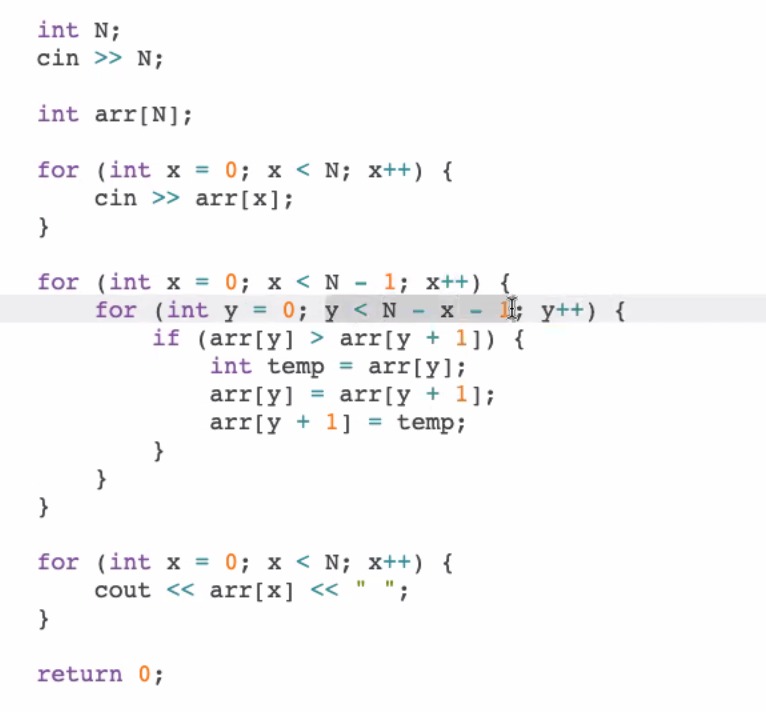 int N;
cin >> N;
int arr[N];
for (int x = 0; x < N; x++) {
cin >> arr[x];
}
for (int x = 0; x < N - 1; x++) {
for (int y = 0; y < N - x - 1; y++) {
if (arr[y] > arr[y + 1]) {
int temp = arr[y];
arr[y] = arr[y + 1];
arr[y + 1] = temp;
}
}
}
for (int x = 0; x < N; x++) {
cout << arr[x] << " ";
}
return 0;